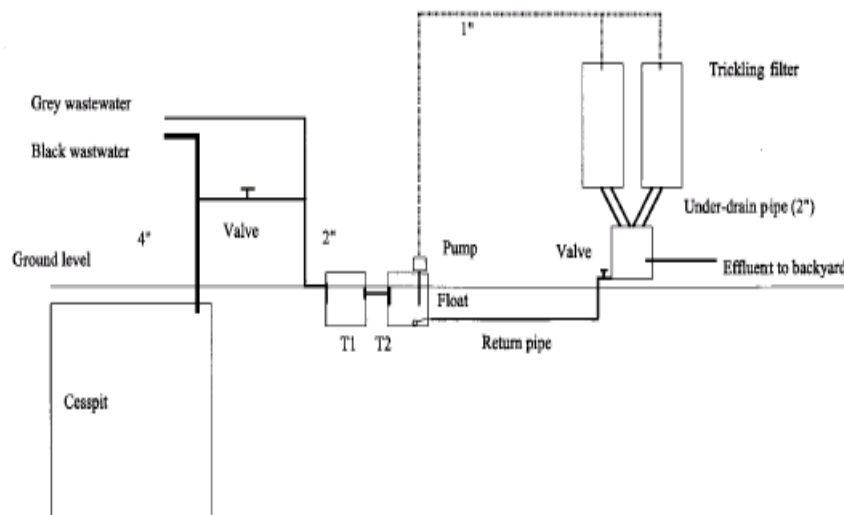 1"
Trickling filter
Grey wastewater
Black wastwater
Under-drain pipe (2")
4"
Valve
2"
Pump
Valve
Ground level
Effluent to backyard
Float
T1
T2
Return pipe
Cesspit